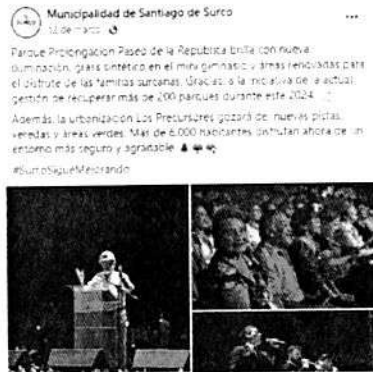 Municipalidad de Santiago de Surco
12 de marzo
Parque Prolongación Paseo de la República brilla con nueva
iluminación, grass sintético en el mini gimnasio y áreas renovadas para
el disfrute de las familias surcanas. Gracias a la iniciativa de la actual
gestión de recuperar más de 200 parques durante este 2024.
Además, la urbanización Los Precursores gozará de nuevas pistas,
veredas y áreas verdes. Más de 6,000 habitantes disfrutan ahora de un
entorno más seguro y agradable
#SurcoSigueMejorando